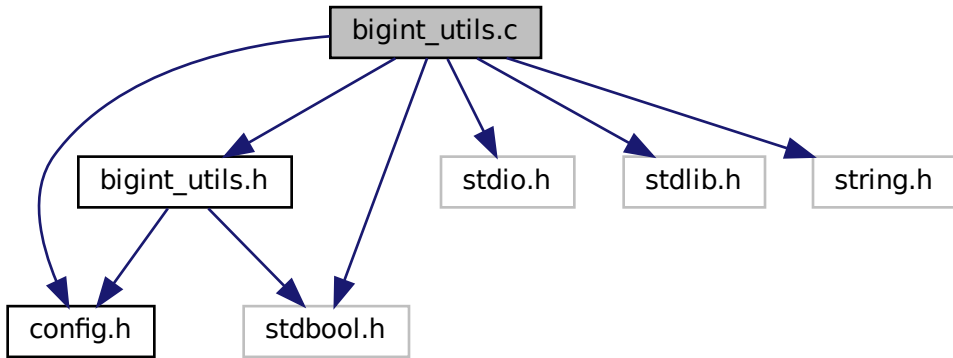 bigint_utils.c
bigint_utils.h
stdio.h
stdlib.h
string.h
config.h
stdbool.h